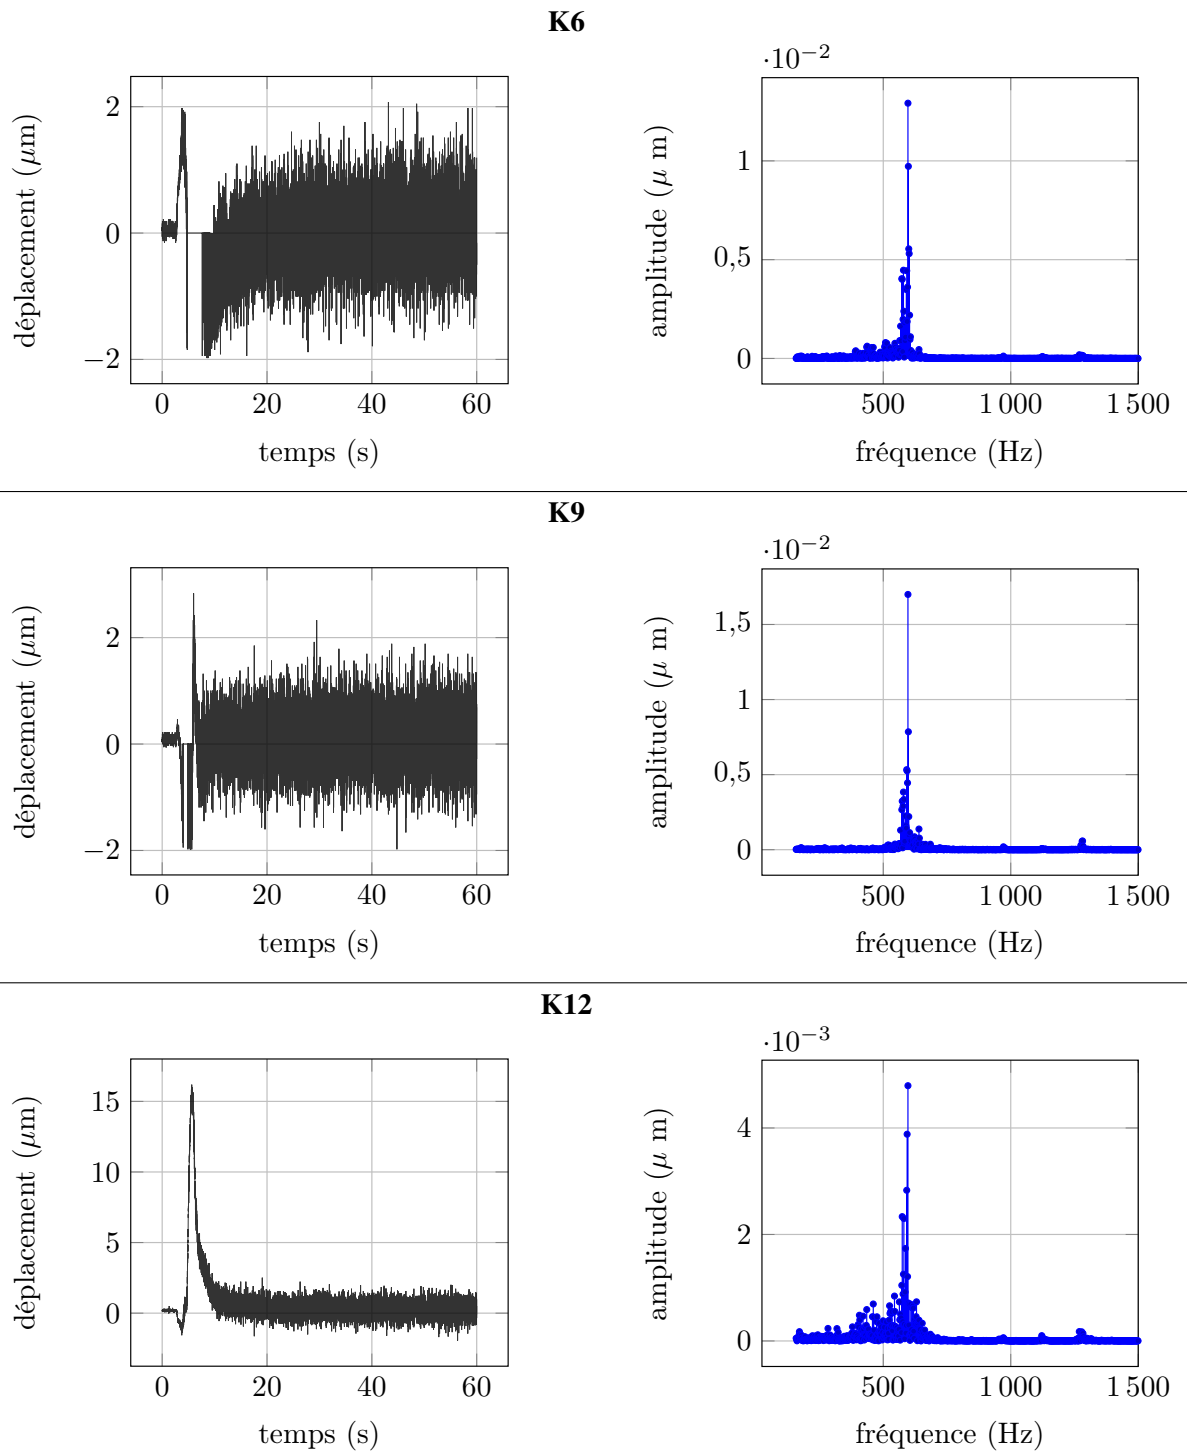 K6
déplacement (μm)
2
0
−2
0 20 40 60
temps (s)
·10−2
amplitude (μ m)
1
0,5
0
500 1 000 1 500
fréquence (Hz)
K9
déplacement (μm)
2
0
−2
0 20 40 60
temps (s)
·10−2
amplitude (μ m)
1,5
1
0,5
0
500 1 000 1 500
fréquence (Hz)
K12
déplacement (μm)
15
10
5
0
0 20 40 60
temps (s)
·10−3
amplitude (μ m)
4
2
0
500 1 000 1 500
fréquence (Hz)